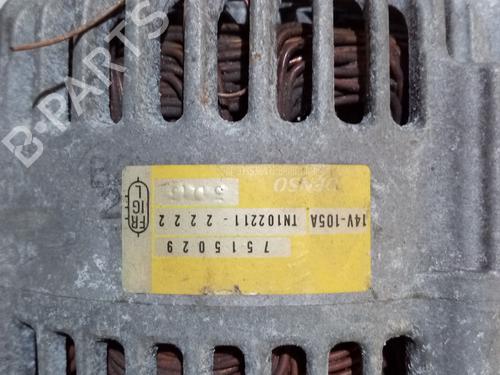 B-PARTS
7515029
TN102211-2222
14V-105A
DENSO
FR
IG
L